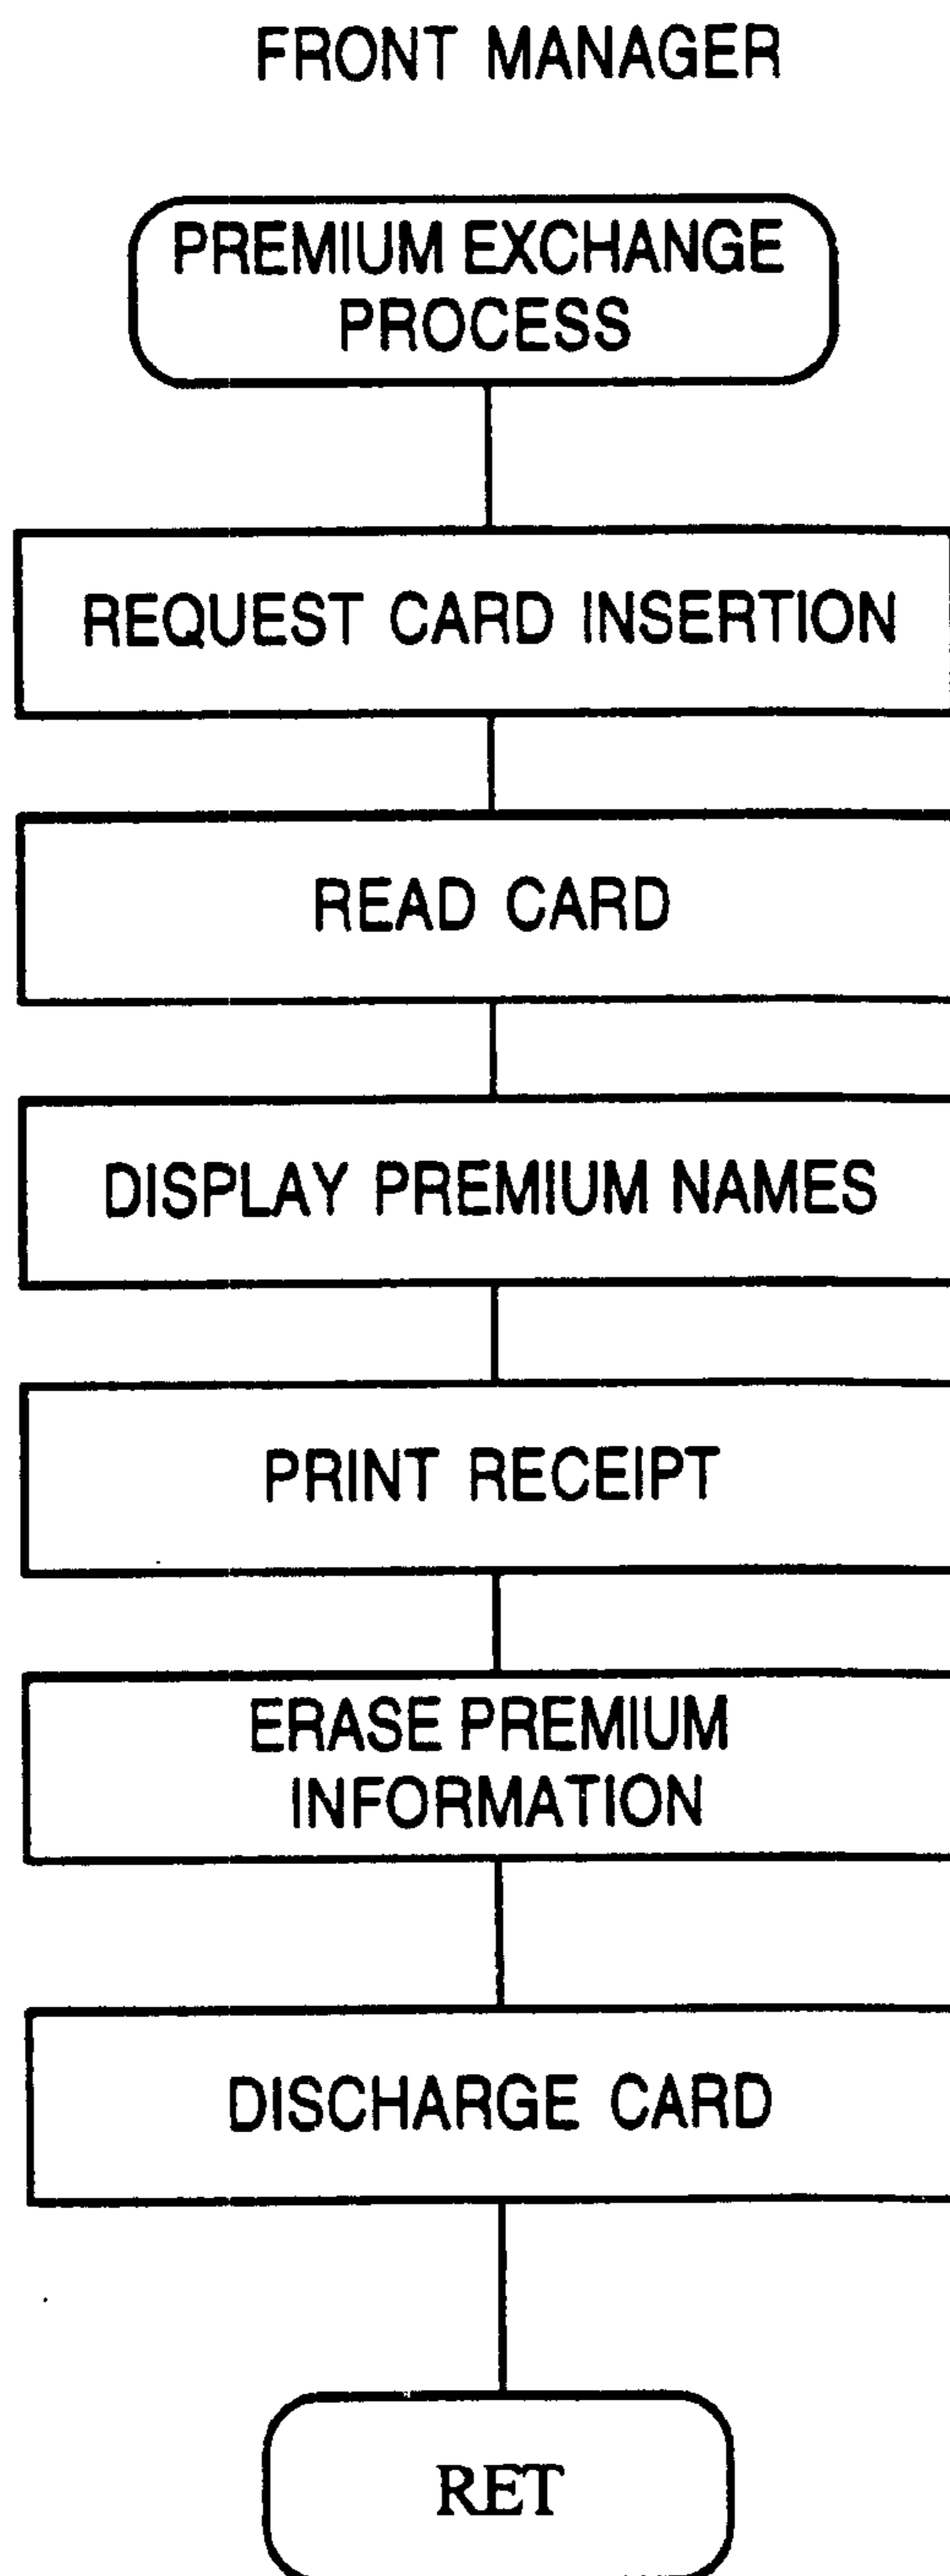 FRONT MANAGER
PREMIUM EXCHANGE
PROCESS
REQUEST CARD INSERTION
READ CARD
DISPLAY PREMIUM NAMES
PRINT RECEIPT
ERASE PREMIUM
INFORMATION
DISCHARGE CARD
RET